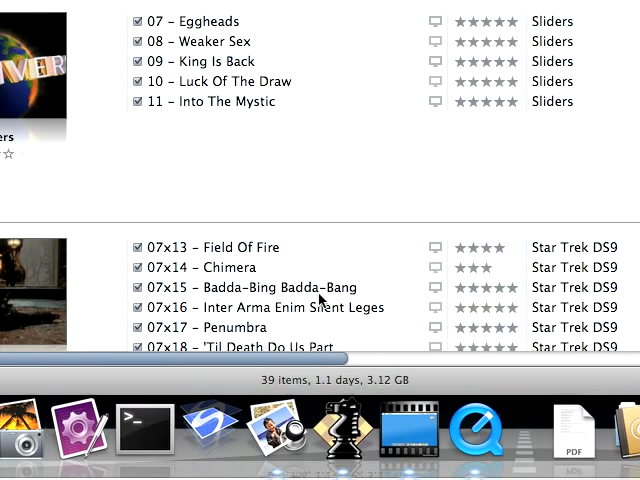 07 - Eggheads Sliders
08 - Weaker Sex Sliders
09 - King Is Back Sliders
10 - Luck Of The Draw Sliders
11 - Into The Mystic Sliders
IVER
ers
07x13 - Field Of Fire Star Trek DS9
07x14 - Chimera Star Trek DS9
07x15 - Badda-Bing Badda-Bang Star Trek DS9
07x16 - Inter Arma Enim Silent Leges Star Trek DS9
07x17 - Penumbra Star Trek DS9
07x18 - 'Til Death Do Us Part Star Trek DS9
39 items, 1.1 days, 3.12 GB
>_
PDF